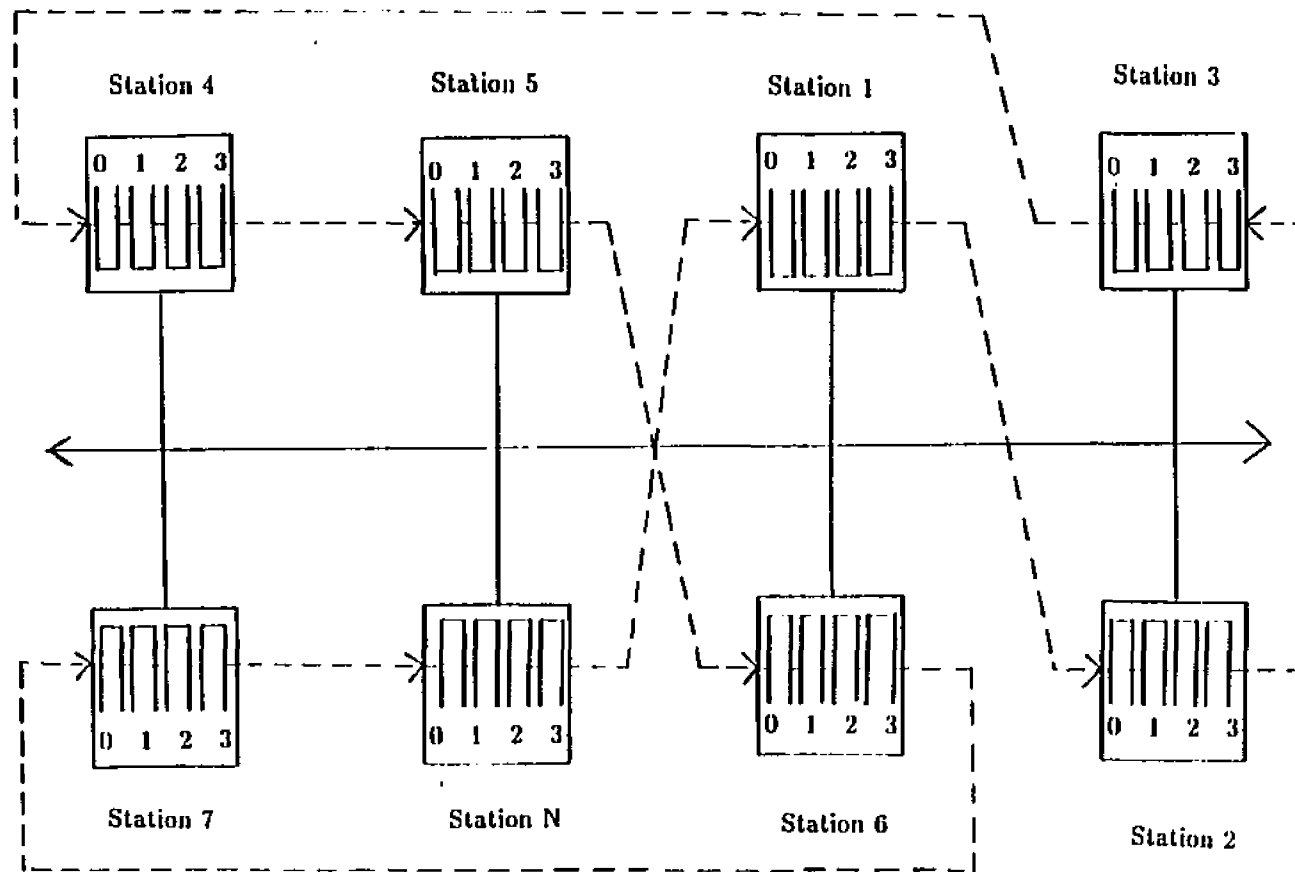 Station 4 Station 5 Station 1 Station 3
0 1 2 3 0 1 2 3 0 1 2 3 0 1 2 3
0 1 2 3 0 1 2 3 0 1 2 3 0 1 2 3
Station 7 Station N Station 6 Station 2